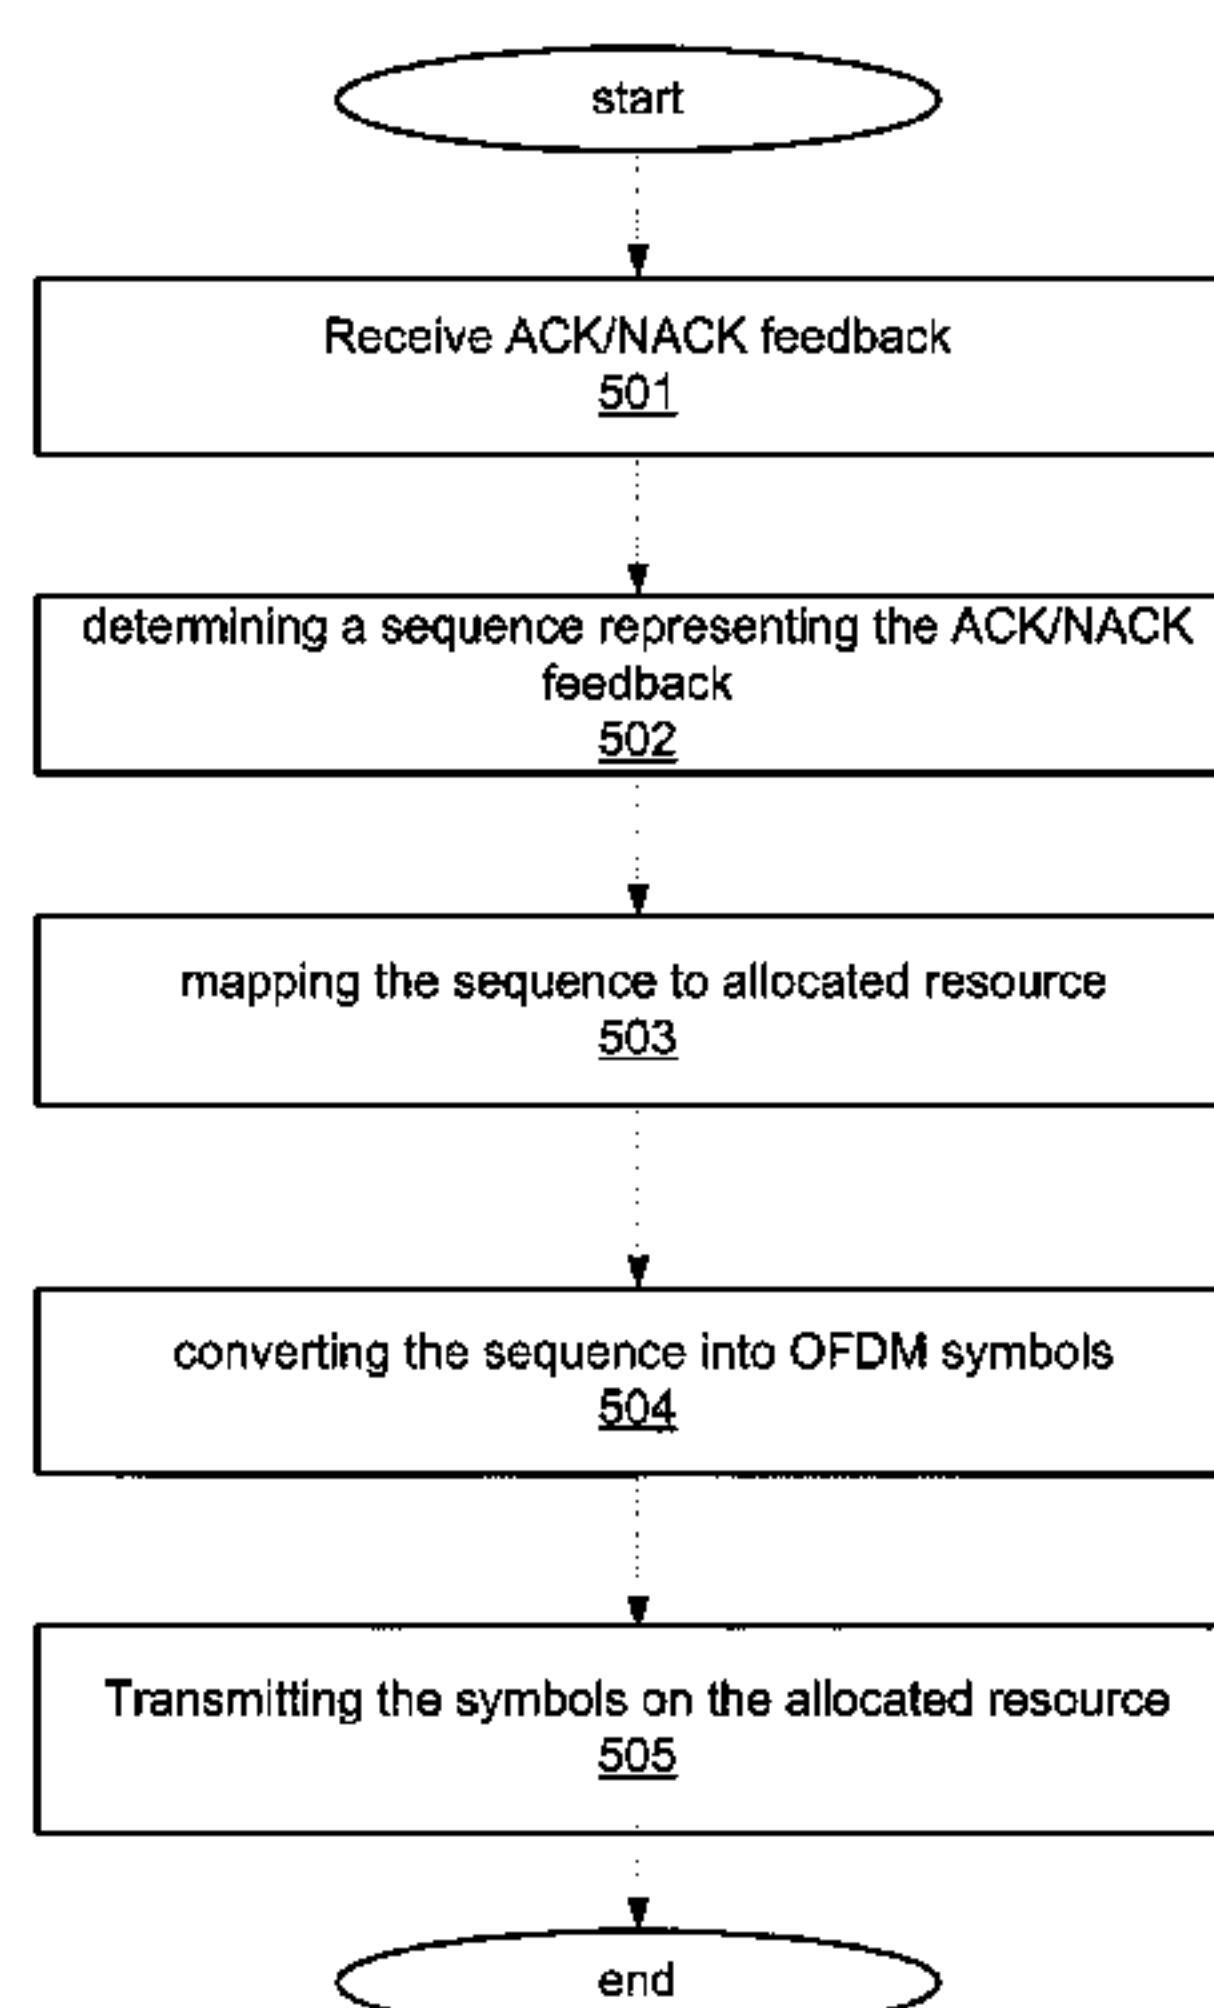 start
Receive ACK/NACK feedback
501
determining a sequence representing the ACK/NACK
feedback
502
mapping the sequence to allocated resource
503
converting the sequence into OFDM symbols
504
Transmitting the symbols on the allocated resource
505
end